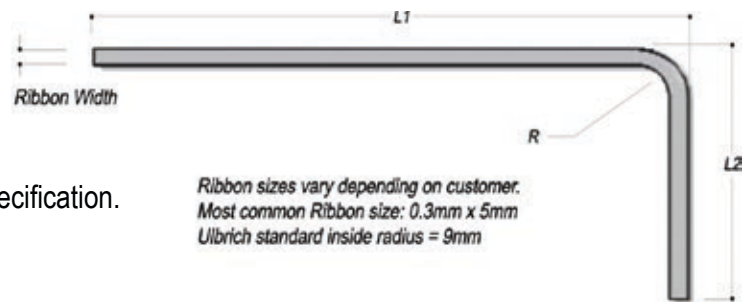 L1
Ribbon Width
R
L2
ecification.
Ribbon sizes vary depending on customer.
Most common Ribbon size: 0.3mm x 5mm
Ulbrich standard inside radius = 9mm